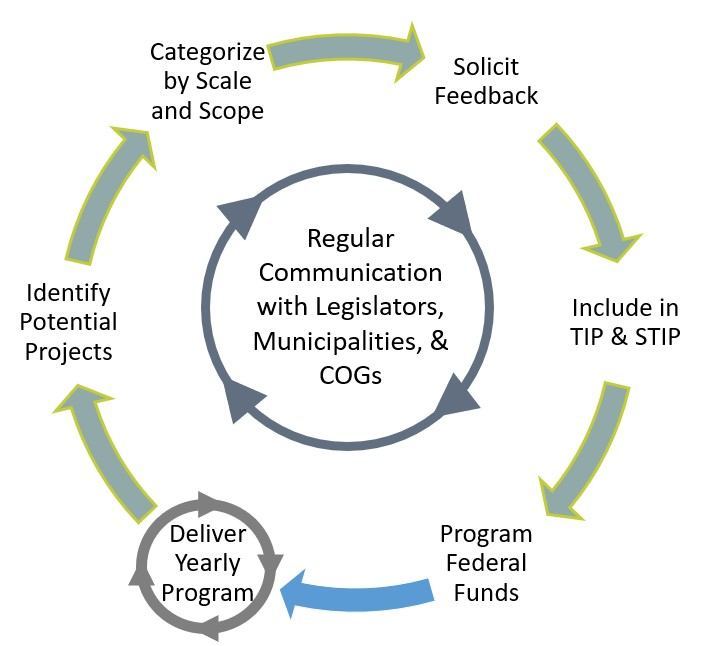 Categorize
by Scale
and Scope
Solicit
Feedback
Include in
TIP & STIP
Program
Federal
Funds
Deliver
Yearly
Program
Identify
Potential
Projects
Regular
Communication
with Legislators,
Municipalities, &
COGs